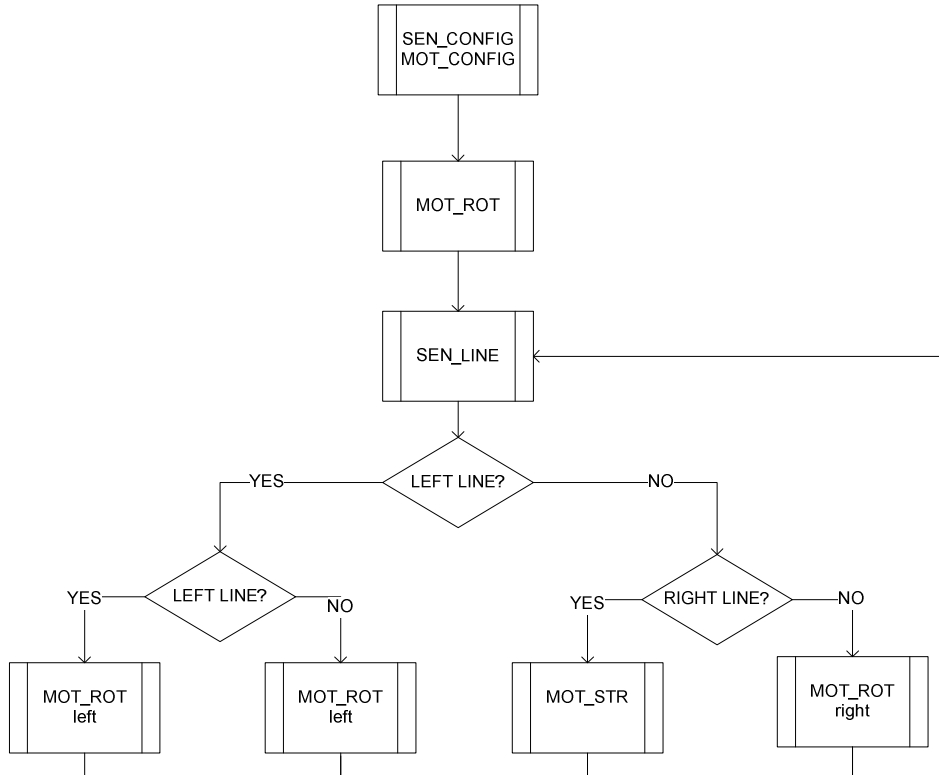 SEN_CONFIG
MOT_CONFIG
MOT_ROT
SEN_LINE
LEFT LINE?
YES
NO
LEFT LINE?
YES
NO
RIGHT LINE?
YES
NO
MOT_ROT
left
MOT_ROT
left
MOT_STR
MOT_ROT
right